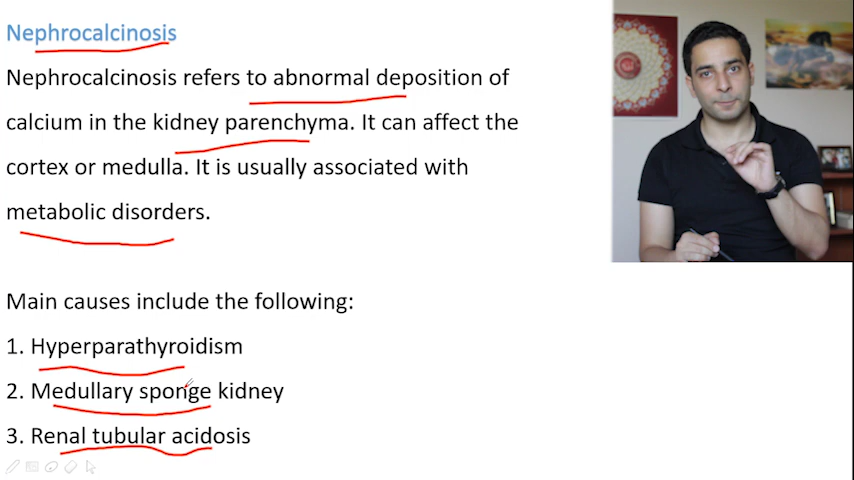 Nephrocalcinosis
Nephrocalcinosis refers to abnormal deposition of
calcium in the kidney parenchyma. It can affect the
cortex or medulla. It is usually associated with
metabolic disorders.
Main causes include the following:
1. Hyperparathyroidism
2. Medullary sponge kidney
3. Renal tubular acidosis